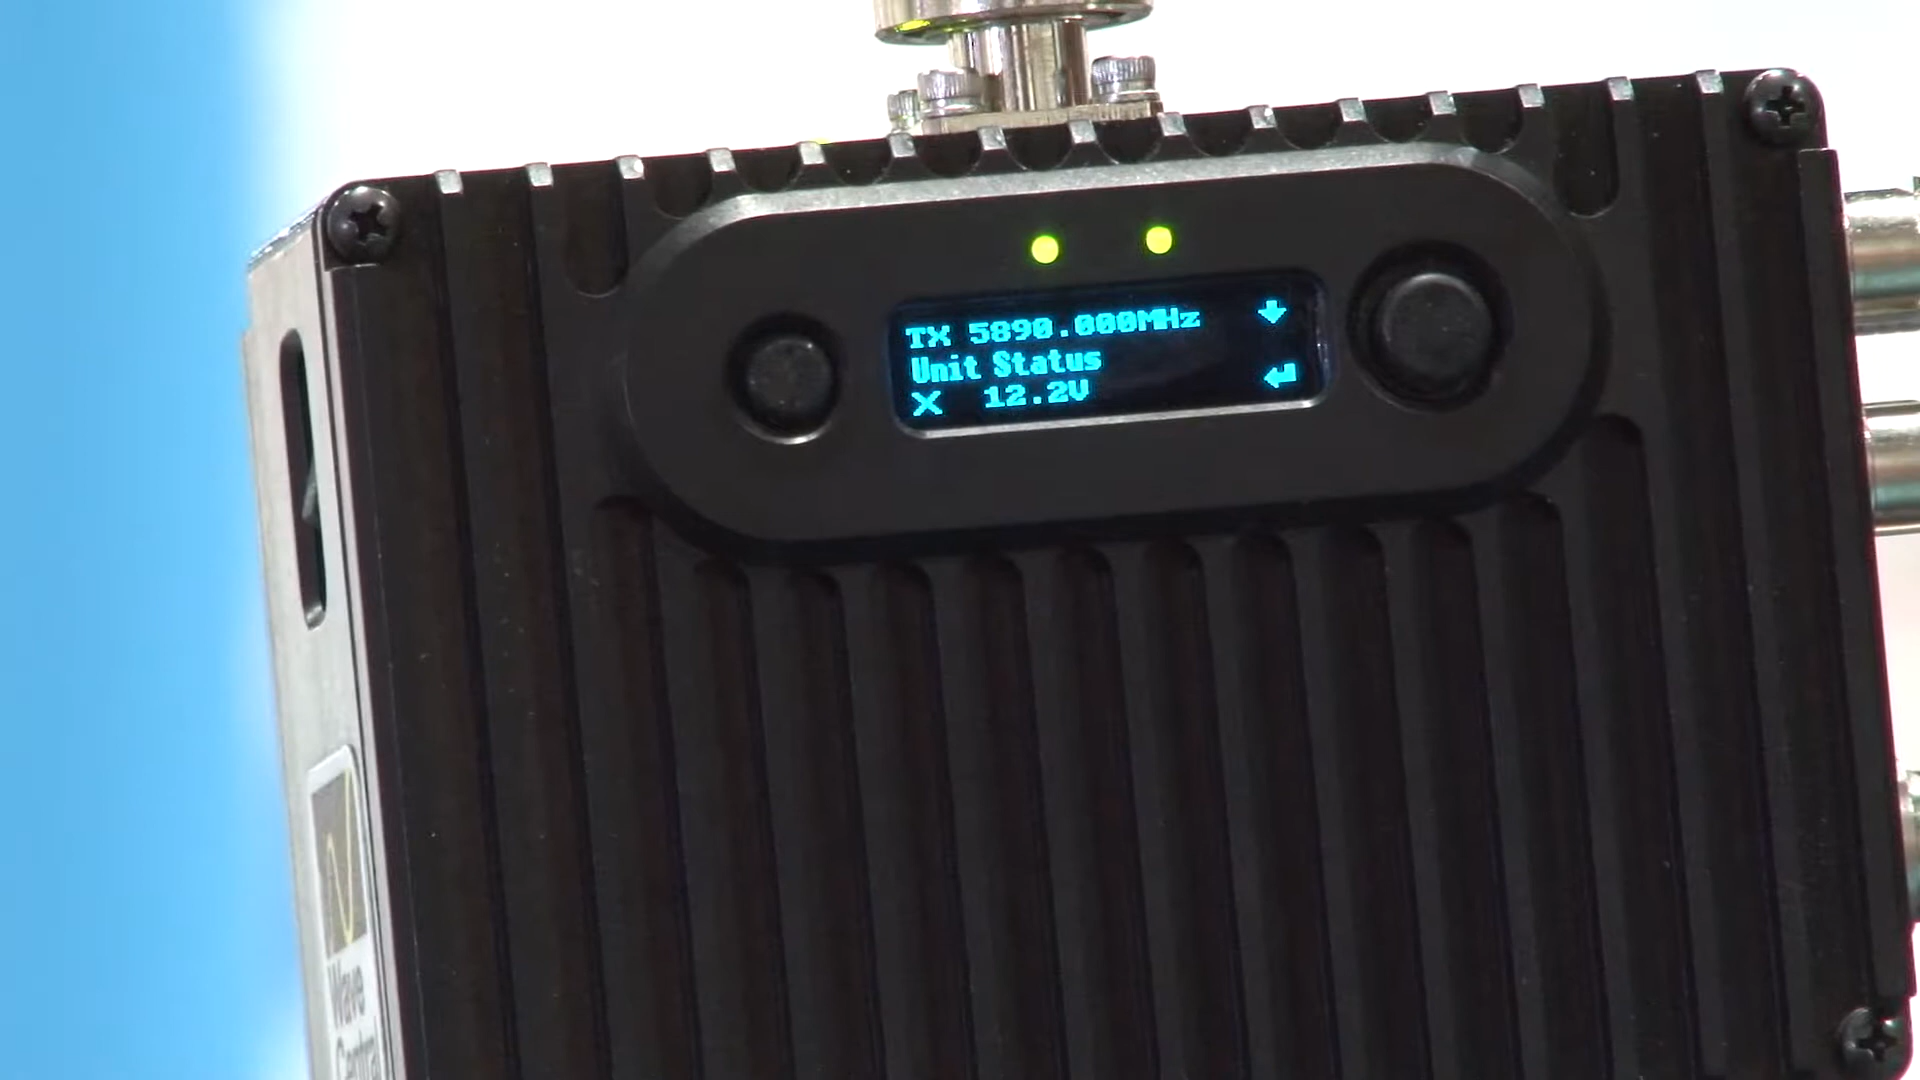 TX 5890.000MHz
Unit Status
X 12.2V
Wave
Central